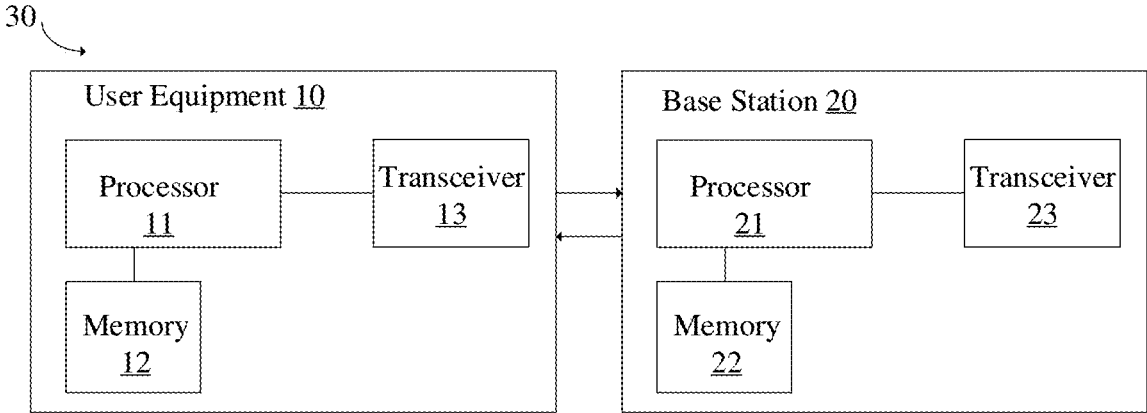 30
User Equipment 10
Processor
11
Transceiver
13
Memory
12
Base Station 20
Processor
21
Transceiver
23
Memory
22